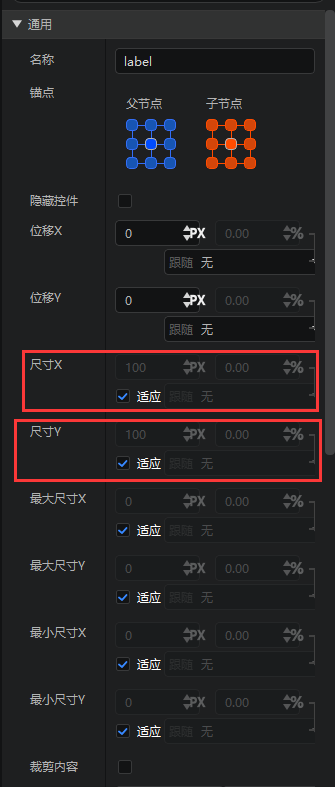 通用
名称 label
锚点
父节点 子节点
隐藏控件
位移X 0 PX 0.00 %
跟随 无
位移Y 0 PX 0.00 %
跟随 无
尺寸X 100 PX 0.00 %
适应 跟随 无
尺寸Y 100 PX 0.00 %
适应 跟随 无
最大尺寸X 0 PX 0.00 %
适应 跟随 无
最大尺寸Y 0 PX 0.00 %
适应 跟随 无
最小尺寸X 0 PX 0.00 %
适应 跟随 无
最小尺寸Y 0 PX 0.00 %
适应 跟随 无
裁剪内容